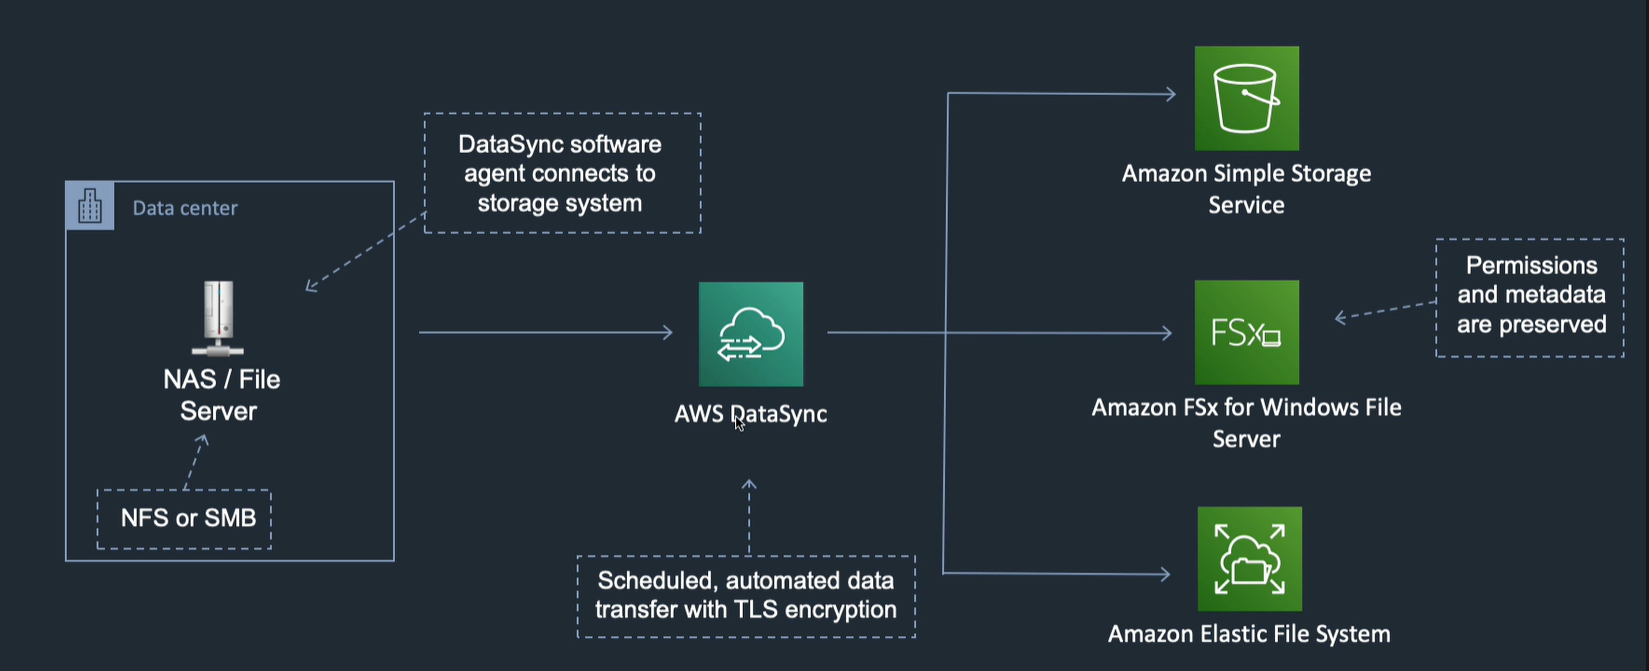 DataSync software
agent connects to
storage system
Data center
NAS / File
Server
NFS or SMB
AWS DataSync
Scheduled, automated data
transfer with TLS encryption
Amazon Simple Storage
Service
FSx
Amazon FSx for Windows File
Server
Permissions
and metadata
are preserved
Amazon Elastic File System